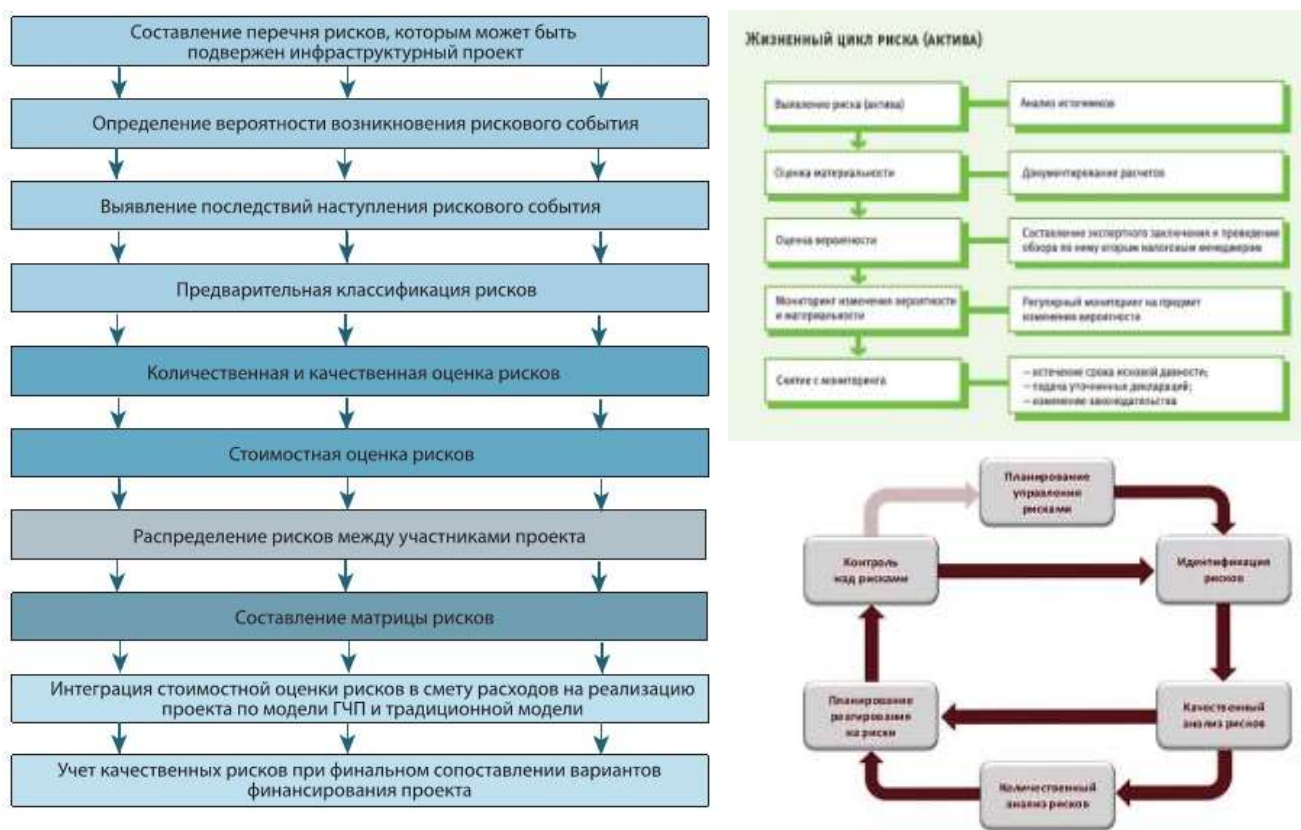 Составление перечня рисков, которым может быть
подвержен инфраструктурный проект
Определение вероятности возникновения рискового события
Выявление последствий наступления рискового события
Предварительная классификация рисков
Количественная и качественная оценка рисков
Стоимостная оценка рисков
Распределение рисков между участниками проекта
Составление матрицы рисков
Интеграция стоимостной оценки рисков в смету расходов на реализацию
проекта по модели ГЧП и традиционной модели
Учет качественных рисков при финальном сопоставлении вариантов
финансирования проекта
Жизненный цикл риска (актива)
Выявление риска (актива)
Анализ источников
Оценка материальности
Документирование расчетов
Оценка вероятности
Составление экспертного заключения и проведение
обзора по нему вторым налоговым менеджером
Мониторинг изменения вероятности
и материальности
Регулярный мониторинг на предмет
изменения вероятности
Снятие с мониторинга
– истечение срока исковой давности;
– подача уточненных деклараций;
– изменение законодательства
Планирование
управления
рисками
Контроль
над рисками
Идентификация
рисков
Планирование
реагирования
на риски
Качественный
анализ рисков
Количественный
анализ рисков